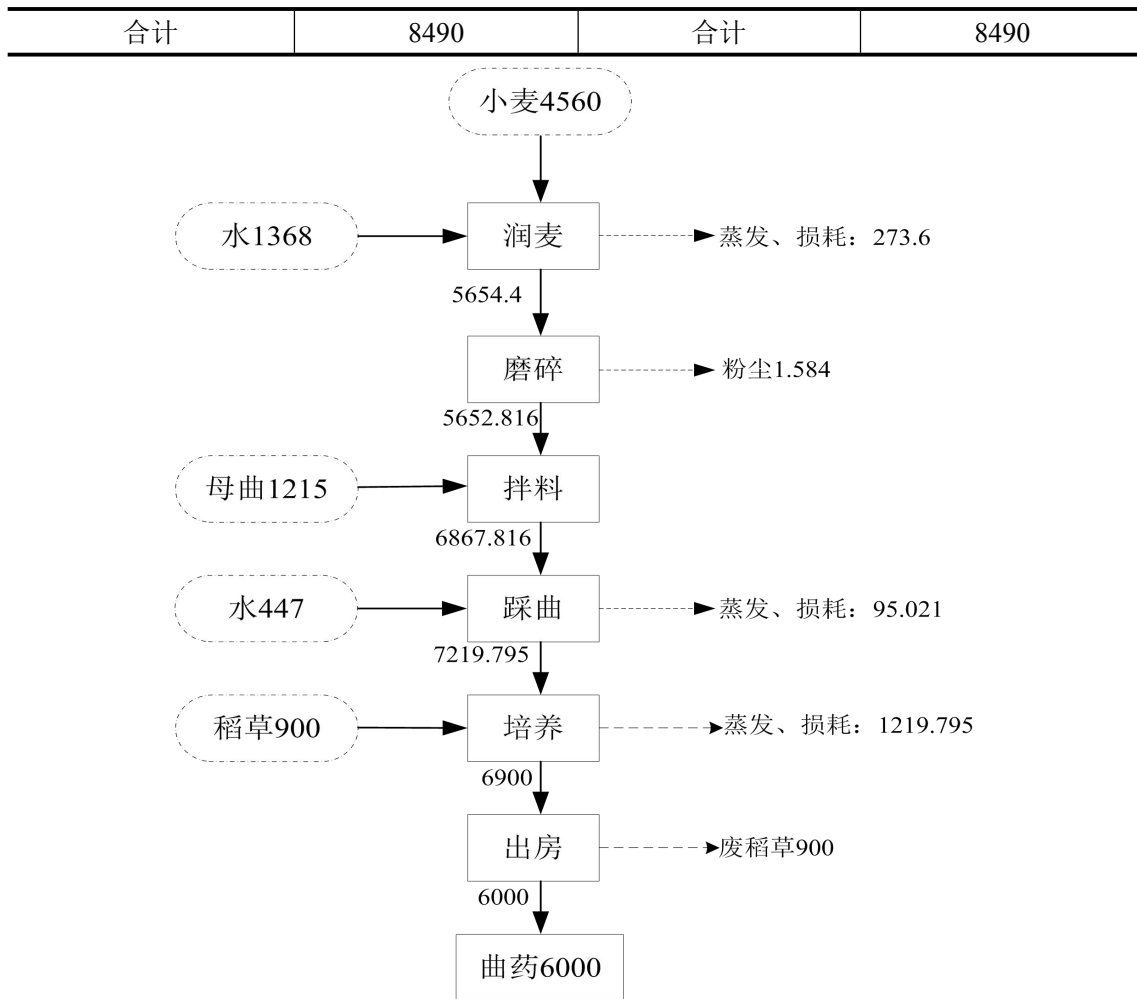 合计 8490 合计 8490
小麦4560
水1368 润麦 蒸发、损耗：273.6
5654.4
磨碎 粉尘1.584
5652.816
母曲1215 拌料
6867.816
水447 踩曲 蒸发、损耗：95.021
7219.795
稻草900 培养 蒸发、损耗：1219.795
6900
出房 废稻草900
6000
曲药6000